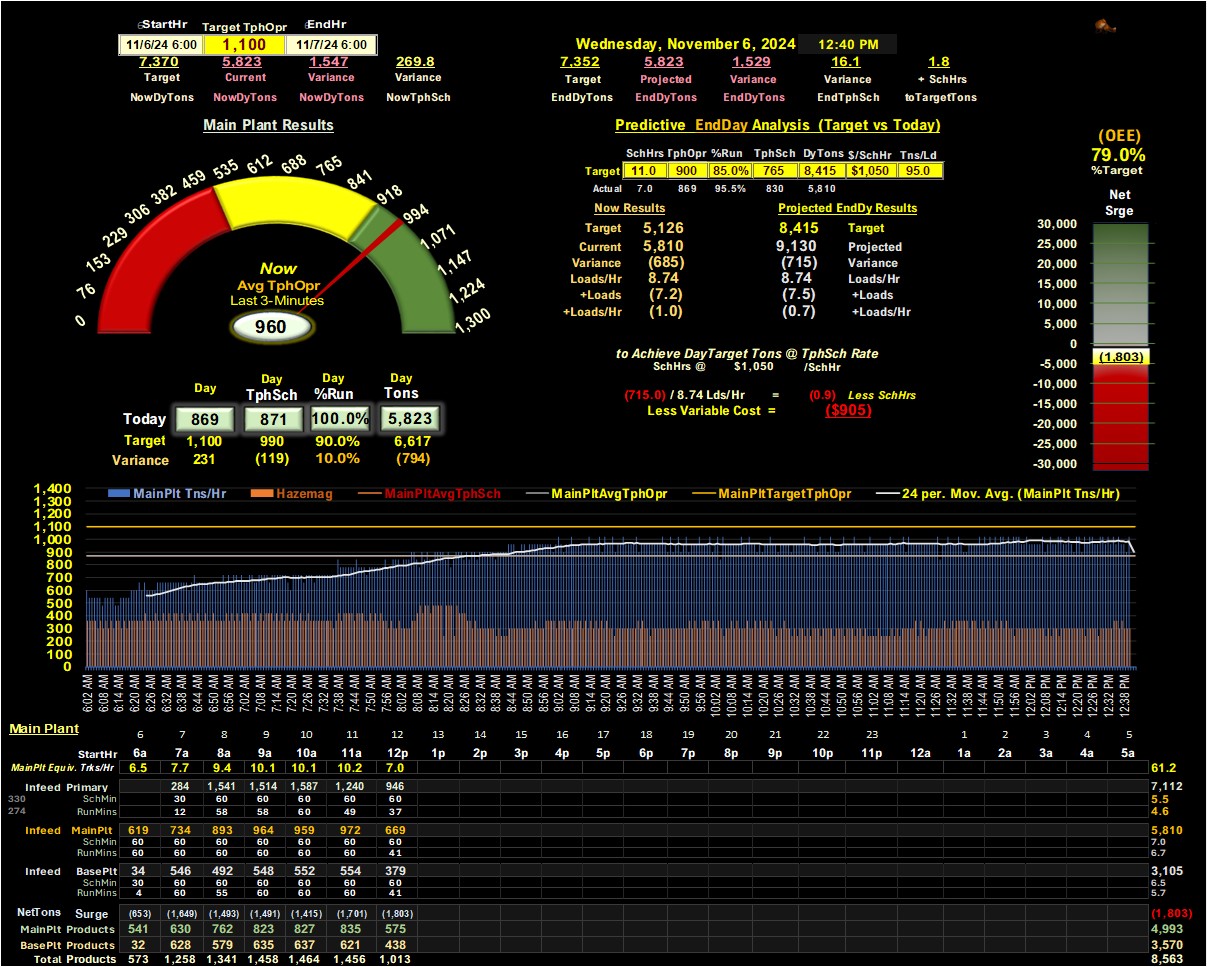 StartHr Target TphOpr EndHr
11/6/24 6:00 1,100 11/7/24 6:00
7,370 5,823 1,547 269.8
Target Current Variance Variance
NowDyTons NowDyTons NowDyTons NowTphSch
Wednesday, November 6, 2024 12:40 PM
7,352 5,823 1,529 16.1 1.8
Target Projected Variance Variance + SchHrs
EndDyTons EndDyTons EndDyTons EndTphSch toTargetTons
Main Plant Results
0 76 153 229 306 382 459 535 612 688 765 841 918 994 1,071 1,147 1,224 1,300
Now
Avg TphOpr
Last 3-Minutes
960
Day Day Day Day
TphSch %Run Tons
Today 869 871 100.0% 5,823
Target 1,100 990 90.0% 6,617
Variance 231 (119) 10.0% (794)
Predictive EndDay Analysis (Target vs Today)
SchHrs TphOpr %Run TphSch DyTons $/SchHr Tns/Ld
Target 11.0 900 85.0% 765 8,415 $1,050 95.0
Actual 7.0 869 95.5% 830 5,810
Now Results Projected EndDy Results
Target 5,126 8,415 Target
Current 5,810 9,130 Projected
Variance (685) (715) Variance
Loads/Hr 8.74 8.74 Loads/Hr
+Loads (7.2) (7.5) +Loads
+Loads/Hr (1.0) (0.7) +Loads/Hr
to Achieve DayTarget Tons @ TphSch Rate
SchHrs @ $1,050 /SchHr
(715.0) / 8.74 Lds/Hr = (0.9) Less SchHrs
Less Variable Cost = ($905)
(OEE)
79.0%
%Target
Net
Srge
30,000
25,000
20,000
15,000
10,000
5,000
0
(1,803)
-5,000
-10,000
-15,000
-20,000
-25,000
-30,000
MainPlt Tns/Hr Hazemag MainPltAvgTphSch MainPltAvgTphOpr MainPltTargetTphOpr 24 per. Mov. Avg. (MainPlt Tns/Hr)
1,400
1,300
1,200
1,100
1,000
900
800
700
600
500
400
300
200
100
0
6:02 AM 6:08 AM 6:14 AM 6:20 AM 6:26 AM 6:32 AM 6:38 AM 6:44 AM 6:50 AM 6:56 AM 7:02 AM 7:08 AM 7:14 AM 7:20 AM 7:26 AM 7:32 AM 7:38 AM 7:44 AM 7:50 AM 7:56 AM 8:02 AM 8:08 AM 8:14 AM 8:20 AM 8:26 AM 8:32 AM 8:38 AM 8:44 AM 8:50 AM 8:56 AM 9:02 AM 9:08 AM 9:14 AM 9:20 AM 9:26 AM 9:32 AM 9:38 AM 9:44 AM 9:50 AM 9:56 AM 10:02 AM 10:08 AM 10:14 AM 10:20 AM 10:26 AM 10:32 AM 10:38 AM 10:44 AM 10:50 AM 10:56 AM 11:02 AM 11:08 AM 11:14 AM 11:20 AM 11:26 AM 11:32 AM 11:38 AM 11:44 AM 11:50 AM 11:56 AM 12:02 PM 12:08 PM 12:14 PM 12:20 PM 12:26 PM 12:32 PM 12:38 PM
Main Plant
6 7 8 9 10 11 12 13 14 15 16 17 18 19 20 21 22 23 1 2 3 4 5
StartHr 6a 7a 8a 9a 10a 11a 12p 1p 2p 3p 4p 5p 6p 7p 8p 9p 10p 11p 12a 1a 2a 3a 4a 5a
MainPlt Equiv. Trks/Hr 6.5 7.7 9.4 10.1 10.1 10.2 7.0 61.2
Infeed Primary 284 1,541 1,514 1,587 1,240 946 7,112
330 SchMin 30 60 60 60 60 60 5.5
274 RunMins 12 58 58 60 49 37 4.6
Infeed MainPlt 619 734 893 964 959 972 669 5,810
SchMin 60 60 60 60 60 60 60 7.0
RunMins 60 60 60 60 60 60 41 6.7
Infeed BasePlt 34 546 492 548 552 554 379 3,105
SchMin 30 60 60 60 60 60 60 6.5
RunMins 4 60 55 60 60 60 41 5.7
NetTons Surge (653) (1,649) (1,493) (1,491) (1,415) (1,701) (1,803) (1,803)
MainPlt Products 541 630 762 823 827 835 575 4,993
BasePlt Products 32 628 579 635 637 621 438 3,570
Total Products 573 1,258 1,341 1,458 1,464 1,456 1,013 8,563